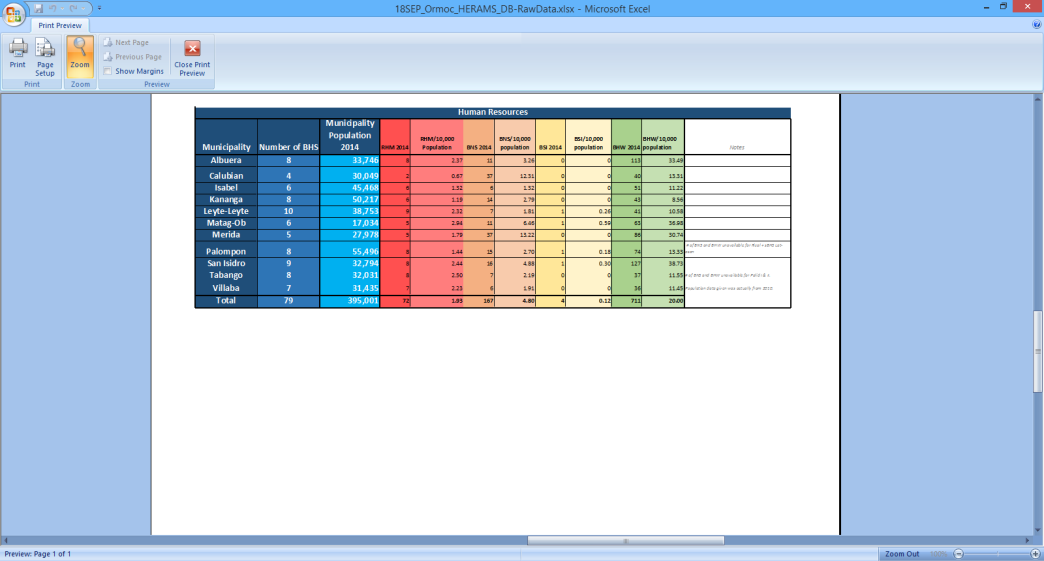 18SEP_Ormoc_HERAMS_DB-RawData.xlsx - Microsoft Excel
Print Preview
Print
Page Setup
Zoom
Next Page
Previous Page
Show Margins
Close Print Preview
Print
Zoom
Preview
Human Resources
Municipality Number of BHS Municipality Population 2014 RHM 2014 RHM/10,000 Population BNS 2014 BNS/10,000 population BSI 2014 BSI/10,000 population BHW 2014 BHW/10,000 population Notes
Albuera 8 33,746 8 2.37 11 3.26 0 0 113 33.49
Calubian 4 30,049 2 0.67 37 12.31 0 0 40 13.31
Isabel 6 45,468 6 1.32 6 1.32 0 0 51 11.22
Kananga 8 50,217 6 1.19 14 2.79 0 0 43 8.56
Leyte-Leyte 10 38,753 9 2.32 7 1.81 1 0.26 41 10.58
Matag-Ob 6 17,034 5 2.94 11 6.46 1 0.59 63 36.98
Merida 5 27,978 5 1.79 37 13.22 0 0 86 30.74
Palompon 8 55,496 8 1.44 15 2.70 1 0.18 74 13.33
San Isidro 9 32,794 8 2.44 16 4.88 1 0.30 127 38.73
Tabango 8 32,031 8 2.50 7 2.19 0 0 37 11.55
Villaba 7 31,435 7 2.23 6 1.91 0 0 36 11.45 Population data given was actually from 2013
Total 79 395,001 72 1.83 167 4.80 4 0.12 711 20.00
Preview: Page 1 of 1
Zoom Out 100%